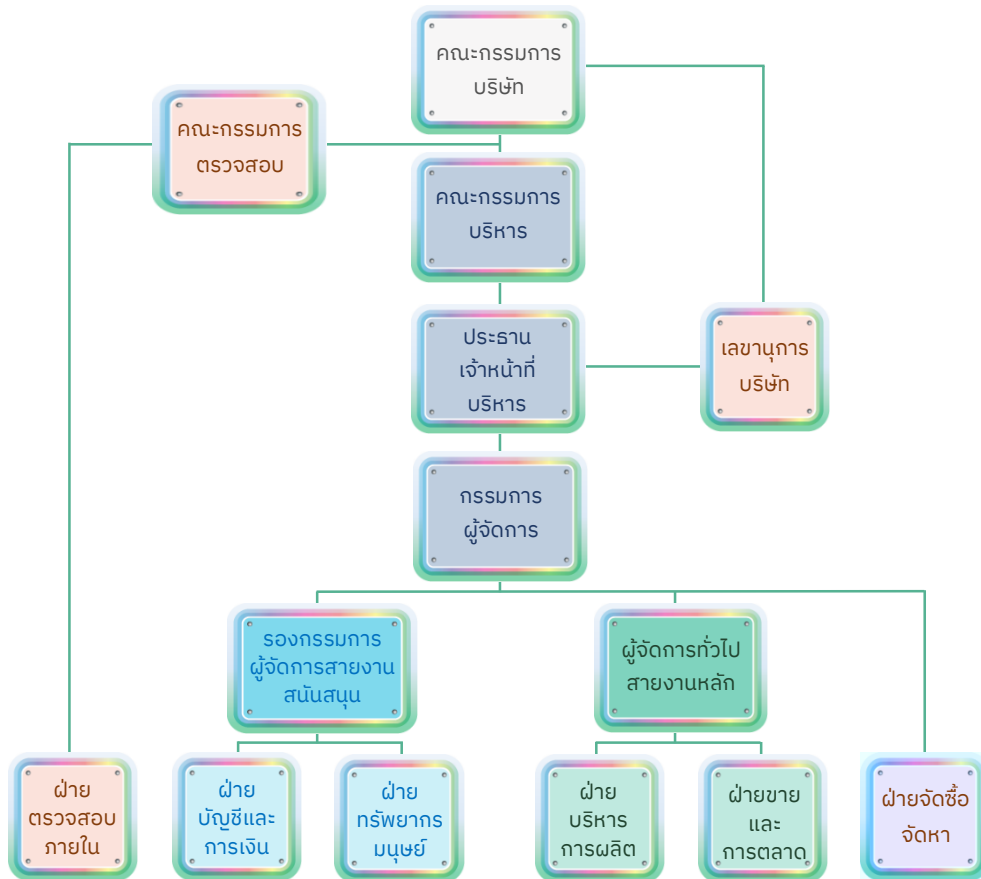 คณะกรรมการ
บริษัท
คณะกรรมการ
ตรวจสอบ
คณะกรรมการ
บริหาร
ประธาน
เจ้าหน้าที่
บริหาร
เลขานุการ
บริษัท
กรรมการ
ผู้จัดการ
รองกรรมการ
ผู้จัดการสายงาน
สนันสนุน
ผู้จัดการทั่วไป
สายงานหลัก
ฝ่าย
ตรวจสอบ
ภายใน
ฝ่าย
บัญชีและ
การเงิน
ฝ่าย
ทรัพยากร
มนุษย์
ฝ่าย
บริหาร
การผลิต
ฝ่ายขาย
และ
การตลาด
ฝ่ายจัดซื้อ
จัดหา